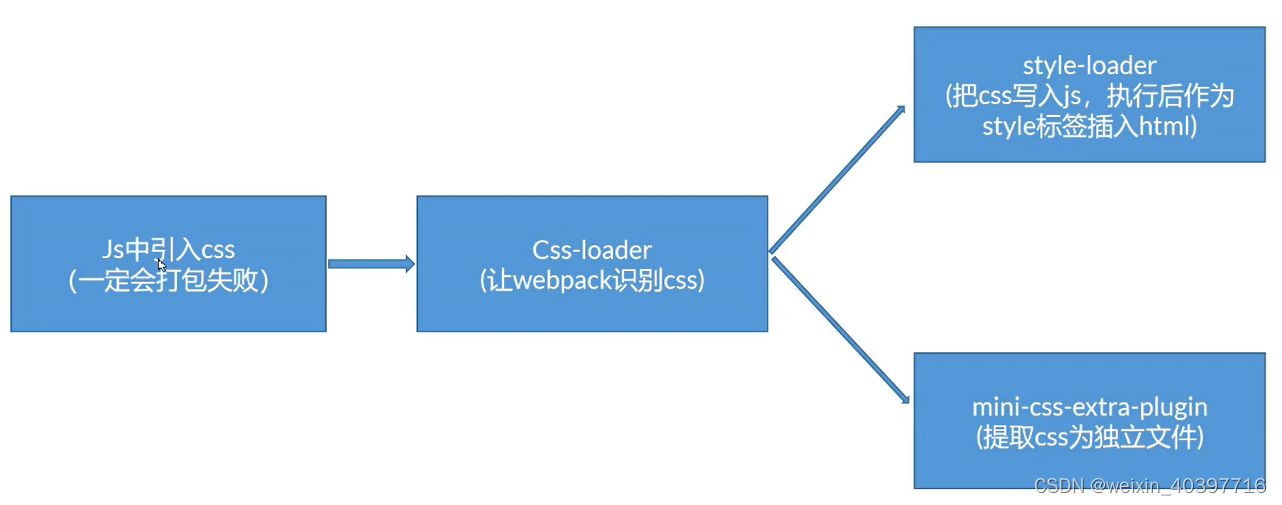 Js中引入css
（一定会打包失败）
Css-loader
(让webpack识别css)
style-loader
(把css写入js，执行后作为
style标签插入html)
mini-css-extra-plugin
(提取css为独立文件)
CSDN @weixin_40397716